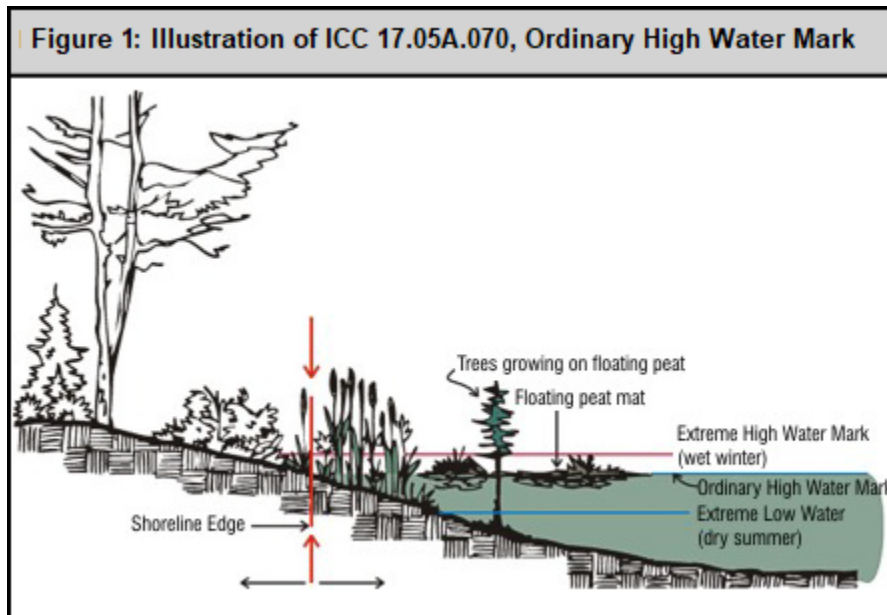 Figure 1: Illustration of ICC 17.05A.070, Ordinary High Water Mark
Trees growing on floating peat
Floating peat mat
Extreme High Water Mark
(wet winter)
Ordinary High Water Mark
Extreme Low Water
(dry summer)
Shoreline Edge